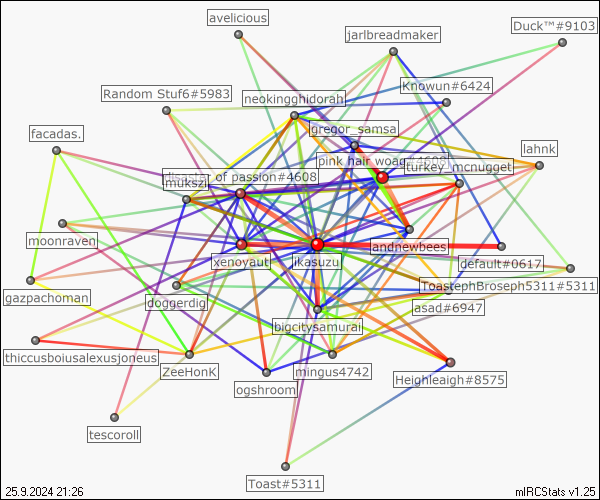 avelicious
Duck™#9103
jarlbreadmaker
Knowun#6424
Random Stuf6#5983
neokingghidorah
gregor_samsa
facadas.
lahnk
pink hair woag#4608
turkey_mcnugget
disaster of passion#4608
mukszi
moonraven
andnewbees
xenoyaut
likasuzu
default#0617
ToastephBroseph5311#5311
gazpachoman
doggerdig
asad#6947
bigcitysamurai
thiccusboiusalexusjoneus
ZeeHonK
mingus4742
Heighleaigh#8575
ogshroom
tescoroll
Toast#5311
25.9.2024 21:26
mIRCStats v1.25